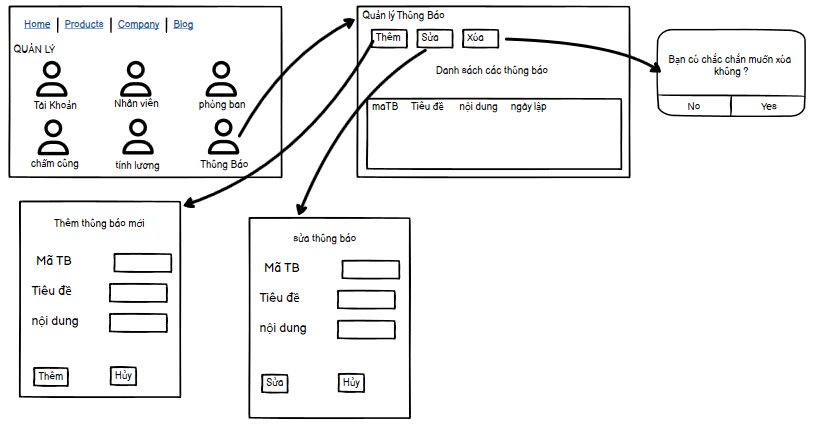 Home Products Company Blog
QUẢN LÝ
Tài Khoản Nhân viên phòng ban
chấm công tính lương Thông Báo
Quản lý Thông Báo
Thêm Sửa Xóa
Danh sách các thông báo
maTB Tiêu đề nội dung ngày lập
Bạn có chắc chắn muốn xóa
không ?
No Yes
Thêm thông báo mới
Mã TB
Tiêu đề
nội dung
Thêm Hủy
sửa thông báo
Mã TB
Tiêu đề
nội dung
Sửa Hủy